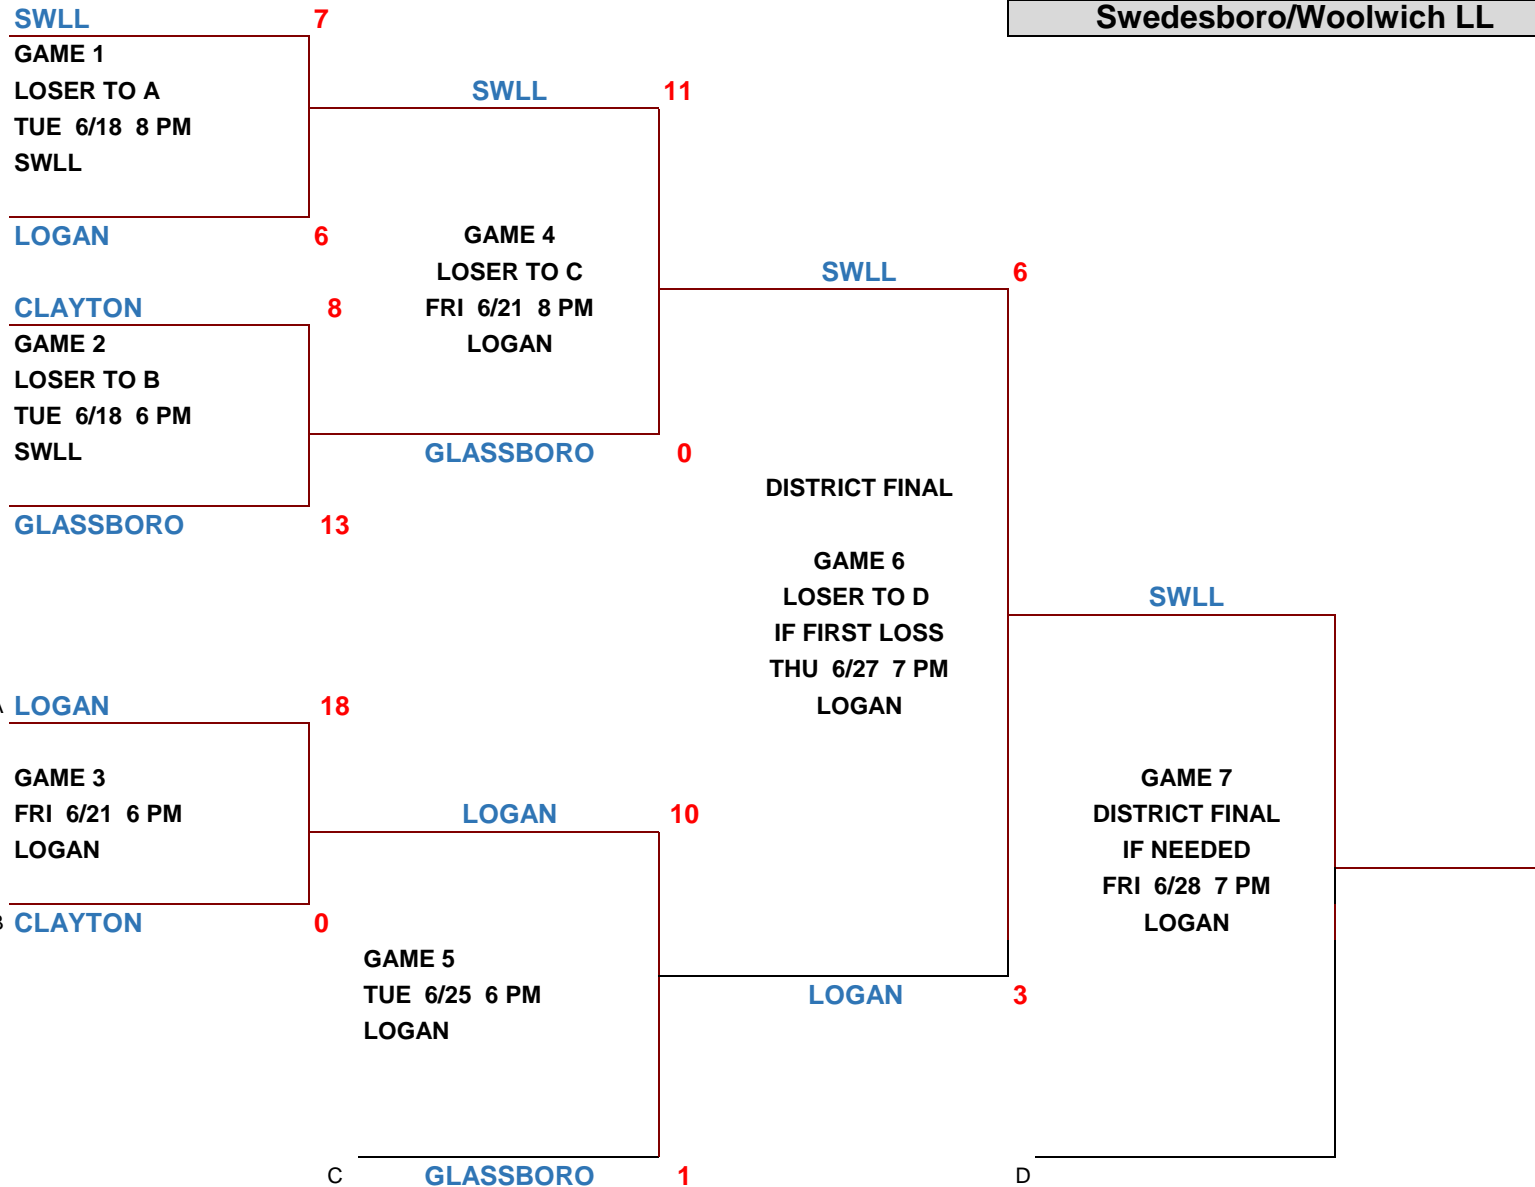 SWLL 7
Swedesboro/Woolwich LL
GAME 1
LOSER TO A
TUE 6/18 8 PM
SWLL
LOGAN 6
SWLL 11
CLAYTON 8
GAME 2
LOSER TO B
TUE 6/18 6 PM
SWLL
GLASSBORO 13
GAME 4
LOSER TO C
FRI 6/21 8 PM
LOGAN
GLASSBORO 0
SWLL 6
DISTRICT FINAL
GAME 6
LOSER TO D
IF FIRST LOSS
THU 6/27 7 PM
LOGAN
SWLL
A LOGAN 18
GAME 3
FRI 6/21 6 PM
LOGAN
B CLAYTON 0
LOGAN 10
GAME 5
TUE 6/25 6 PM
LOGAN
C GLASSBORO 1
LOGAN 3
GAME 7
DISTRICT FINAL
IF NEEDED
FRI 6/28 7 PM
LOGAN
D